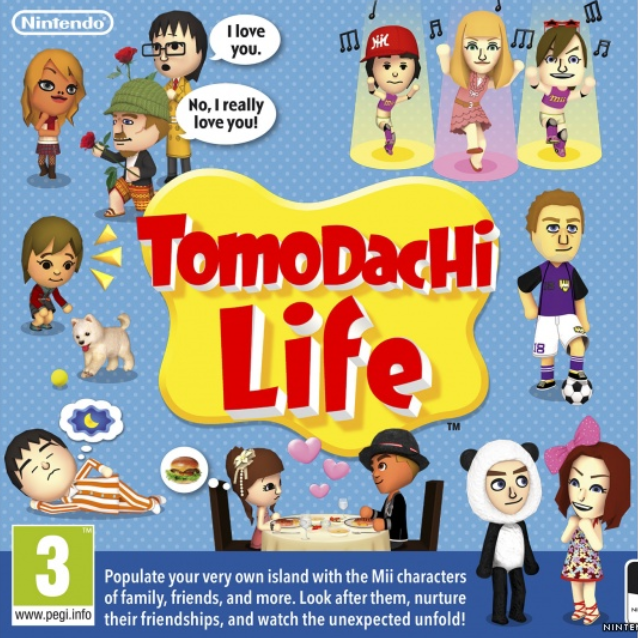 Nintendo®
I love
you.
No, I really
love you!
TOMODACHI
Life
TM
3
TM
www.pegi.info
Populate your very own island with the Mii characters
of family, friends, and more. Look after them, nurture
their friendships, and watch the unexpected unfold!
18